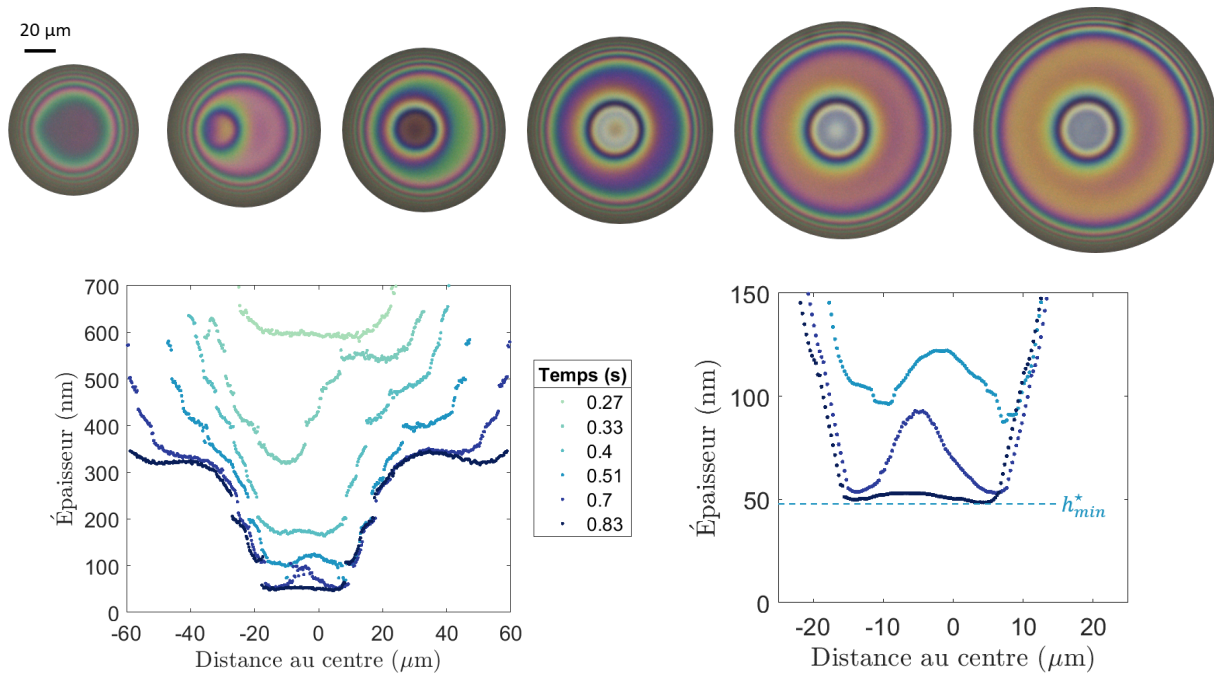 20 μm
700
600
500
400
300
200
100
0
Épaisseur (nm)
-60 -40 -20 0 20 40 60
Distance au centre (μm)
Temps (s)
0.27
0.33
0.4
0.51
0.7
0.83
150
100
50
0
Épaisseur (nm)
h*min
-20 -10 0 10 20
Distance au centre (μm)